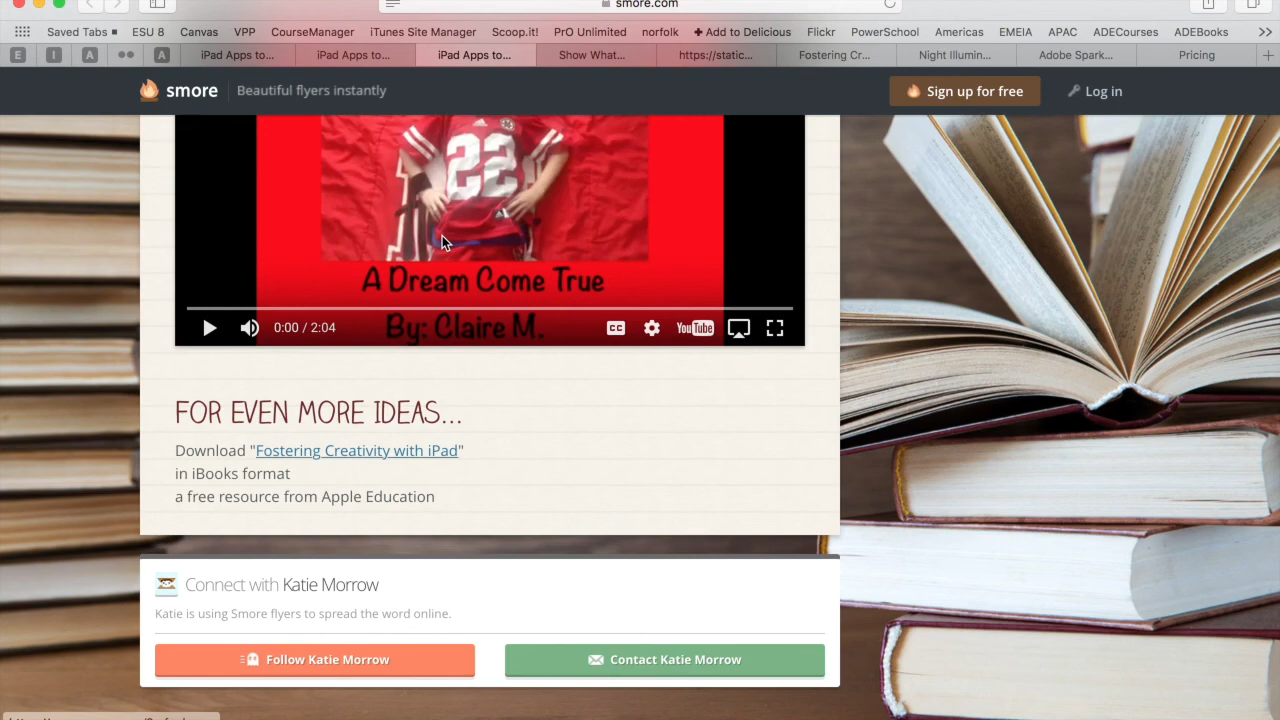 smore.com
Saved Tabs ESU 8 Canvas VPP CourseManager iTunes Site Manager Scoop.it! PrO Unlimited norfolk + Add to Delicious Flickr PowerSchool Americas EMEIA APAC ADECourses ADEBooks
E I A A iPad Apps to... iPad Apps to... iPad Apps to... Show What... https://static... Fostering Cr... Night Illumin... Adobe Spark... Pricing
smore Beautiful flyers instantly Sign up for free Log in
22
A Dream Come True
By: Claire M.
0:00 / 2:04 CC YouTube
FOR EVEN MORE IDEAS...
Download "Fostering Creativity with iPad"
in iBooks format
a free resource from Apple Education
Connect with Katie Morrow
Katie is using Smore flyers to spread the word online.
Follow Katie Morrow Contact Katie Morrow